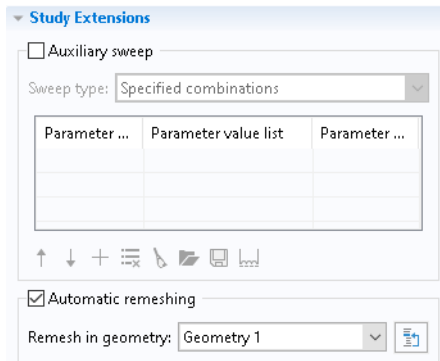 Study Extensions
Auxiliary sweep
Sweep type: Specified combinations
Parameter ... Parameter value list Parameter ...
Automatic remeshing
Remesh in geometry: Geometry 1